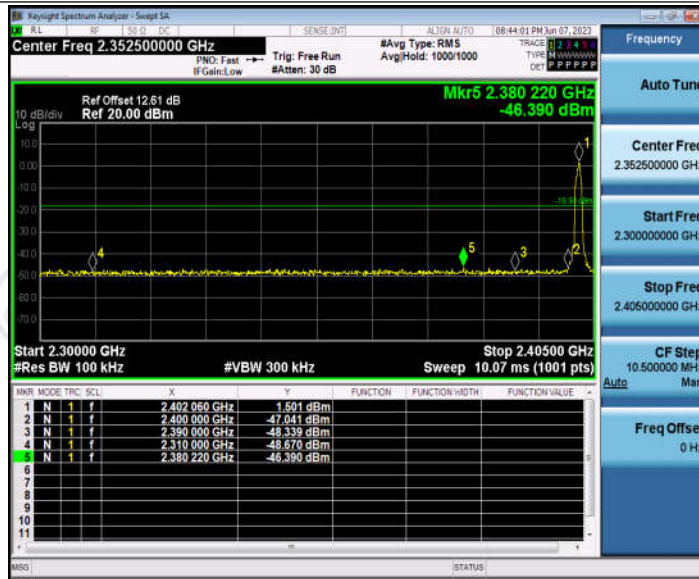 Keysight Spectrum Analyzer - Swept SA
RL RF 50 Ω DC SENSE:INT ALIGN AUTO 08:44:01 PM Jun 07, 2023
Center Freq 2.352500000 GHz
PNO: Fast
IFGain:Low
Trig: Free Run
#Atten: 30 dB
#Avg Type: RMS
Avg|Hold: 1000/1000
TRACE 1 2 3 4 5 6
TYPE M WWWWW
DET P P P P P P
Ref Offset 12.61 dB
10 dB/div Ref 20.00 dBm
Log
Mkr5 2.380 220 GHz
-46.390 dBm
10.0
0.00
-10.0
-20.0
-30.0
-40.0
-50.0
-60.0
-70.0
1
2
3
4
5
Start 2.30000 GHz Stop 2.40500 GHz
#Res BW 100 kHz #VBW 300 kHz Sweep 10.07 ms (1001 pts)
MKR MODE TRC SCL X Y FUNCTION FUNCTION WIDTH FUNCTION VALUE
1 N 1 f 2.402 060 GHz 1.501 dBm
2 N 1 f 2.400 000 GHz -47.041 dBm
3 N 1 f 2.390 000 GHz -48.339 dBm
4 N 1 f 2.310 000 GHz -48.670 dBm
5 N 1 f 2.380 220 GHz -46.390 dBm
6
7
8
9
10
11
MSG STATUS
Frequency
Auto Tune
Center Freq
2.352500000 GHz
Start Freq
2.300000000 GHz
Stop Freq
2.405000000 GHz
CF Step
10.500000 MHz
Auto Man
Freq Offset
0 Hz